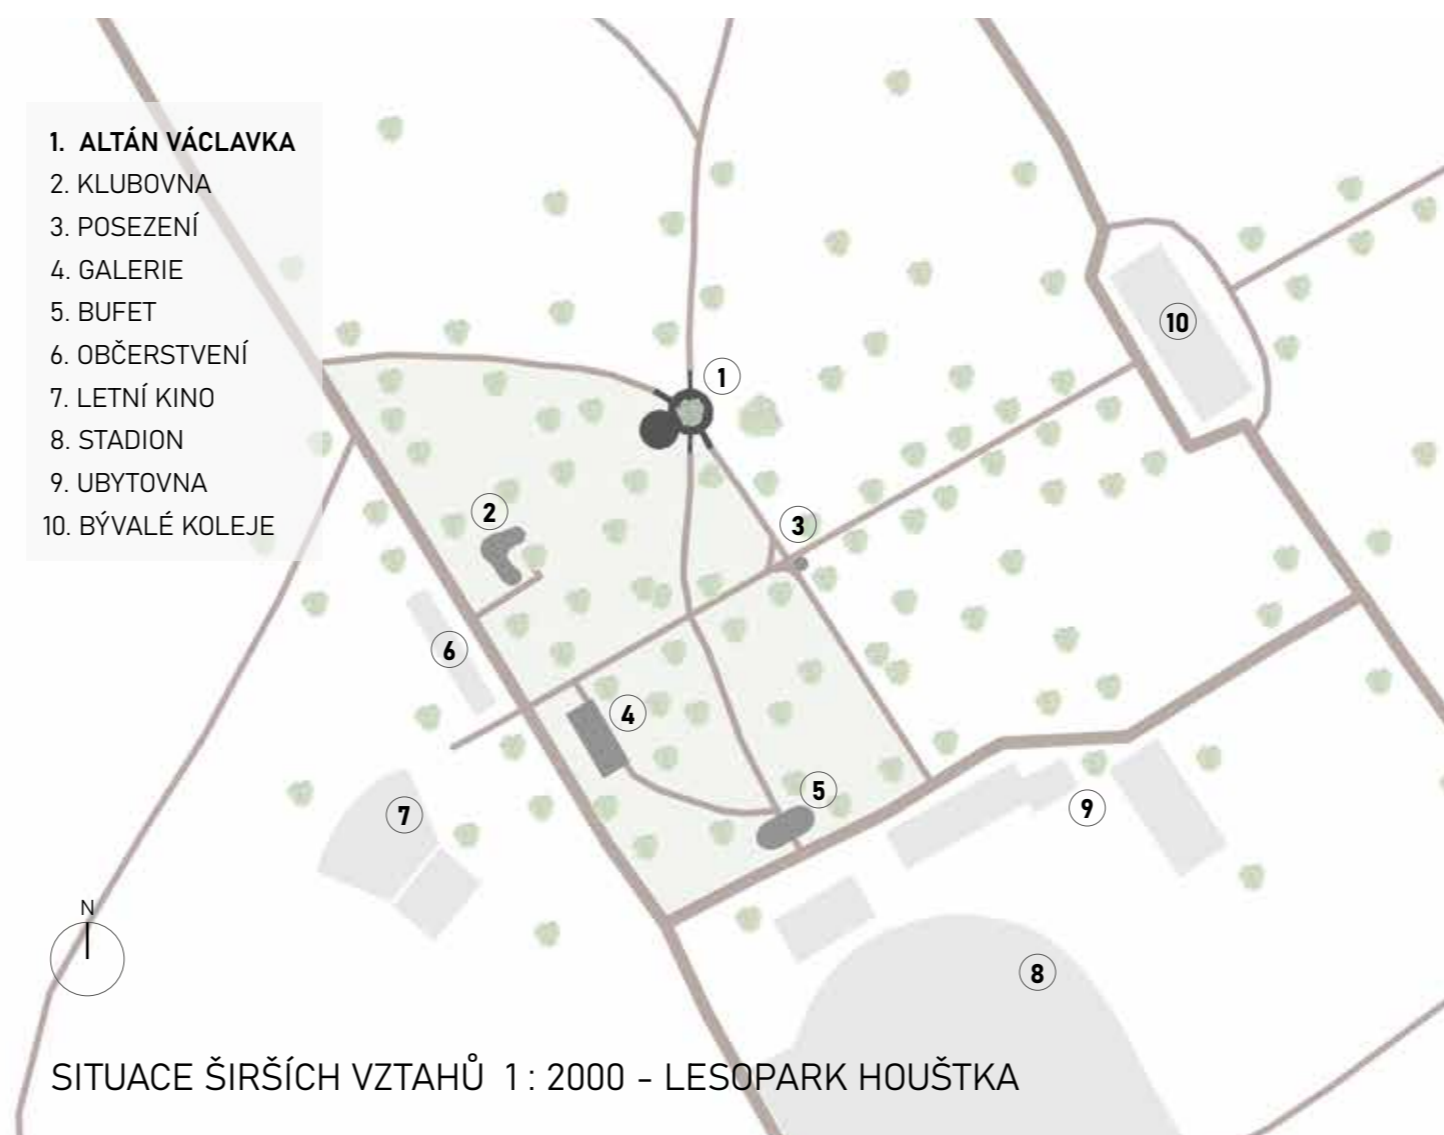 1. ALTÁN VÁCLAVKA
2. KLUBOVNA
3. POSEZENÍ
4. GALERIE
5. BUFET
6. OBČERSTVENÍ
7. LETNÍ KINO
8. STADION
9. UBYTOVNA
10. BÝVALÉ KOLEJE
10
1
2
3
6
4
5
7
9
8
N
SITUACE ŠIRŠÍCH VZTAHŮ 1 : 2000 - LESOPARK HOUŠTKA